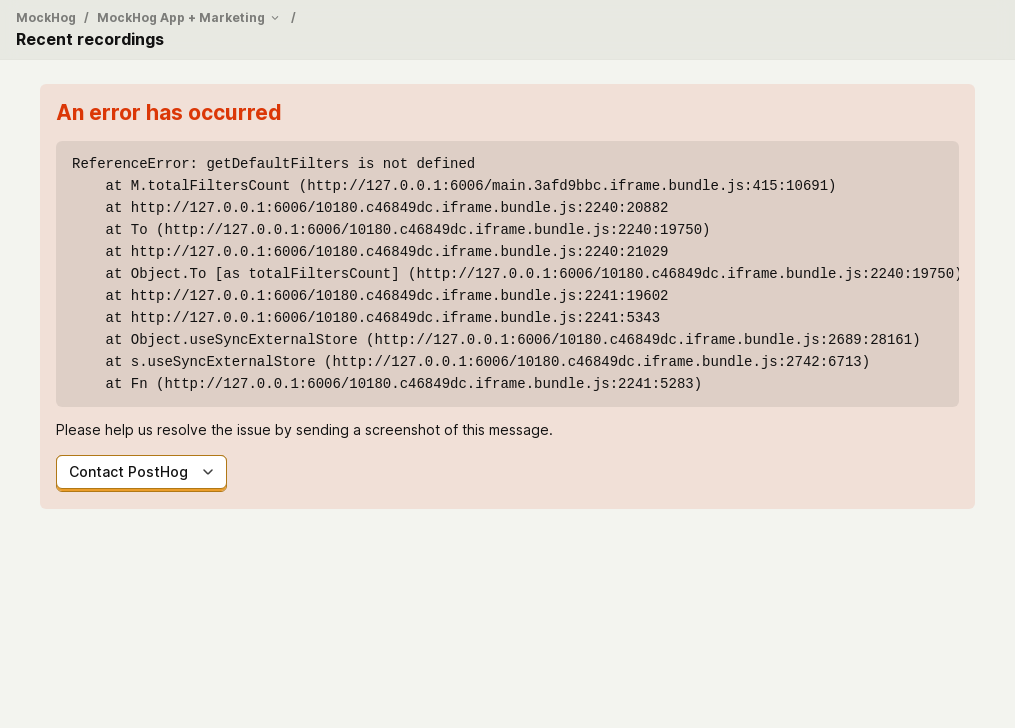 MockHog / MockHog App + Marketing /
Recent recordings
An error has occurred
ReferenceError: getDefaultFilters is not defined
    at M.totalFiltersCount (http://127.0.0.1:6006/main.3afd9bbc.iframe.bundle.js:415:10691)
    at http://127.0.0.1:6006/10180.c46849dc.iframe.bundle.js:2240:20882
    at To (http://127.0.0.1:6006/10180.c46849dc.iframe.bundle.js:2240:19750)
    at http://127.0.0.1:6006/10180.c46849dc.iframe.bundle.js:2240:21029
    at Object.To [as totalFiltersCount] (http://127.0.0.1:6006/10180.c46849dc.iframe.bundle.js:2240:19750)
    at http://127.0.0.1:6006/10180.c46849dc.iframe.bundle.js:2241:19602
    at http://127.0.0.1:6006/10180.c46849dc.iframe.bundle.js:2241:5343
    at Object.useSyncExternalStore (http://127.0.0.1:6006/10180.c46849dc.iframe.bundle.js:2689:28161)
    at s.useSyncExternalStore (http://127.0.0.1:6006/10180.c46849dc.iframe.bundle.js:2742:6713)
    at Fn (http://127.0.0.1:6006/10180.c46849dc.iframe.bundle.js:2241:5283)
Please help us resolve the issue by sending a screenshot of this message.
Contact PostHog